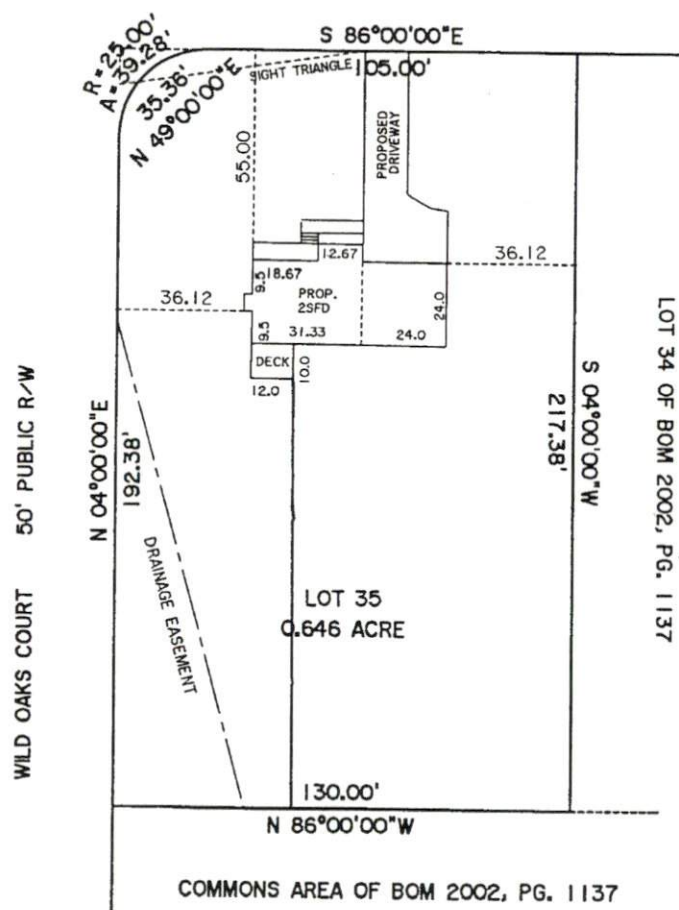 S 86°00'00"E
R=25.00'
A=39.28'
35.36'
N 49°00'00"E
SIGHT TRIANGLE
105.00'
55.00
PROPOSED
DRIVEWAY
12.67
18.67
36.12
9.5
PROP.
2SFD
36.12
24.0
9.5
31.33
24.0
DECK
10.0
12.0
LOT 34 OF BOM 2002, PG. 1137
S 04°00'00"W
217.38'
WILD OAKS COURT 50' PUBLIC R/W
N 04°00'00"E
192.38'
DRAINAGE EASEMENT
LOT 35
0.646 ACRE
130.00'
N 86°00'00"W
COMMONS AREA OF BOM 2002, PG. 1137